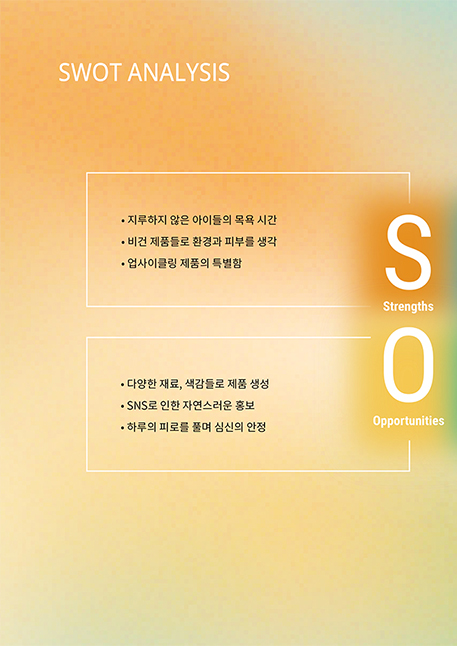 SWOT ANALYSIS
• 지루하지 않은 아이들의 목욕 시간
• 비건 제품들로 환경과 피부를 생각
• 업사이클링 제품의 특별함
S
Strengths
• 다양한 재료, 색감들로 제품 생성
• SNS로 인한 자연스러운 홍보
• 하루의 피로를 풀며 심신의 안정
O
Opportunities